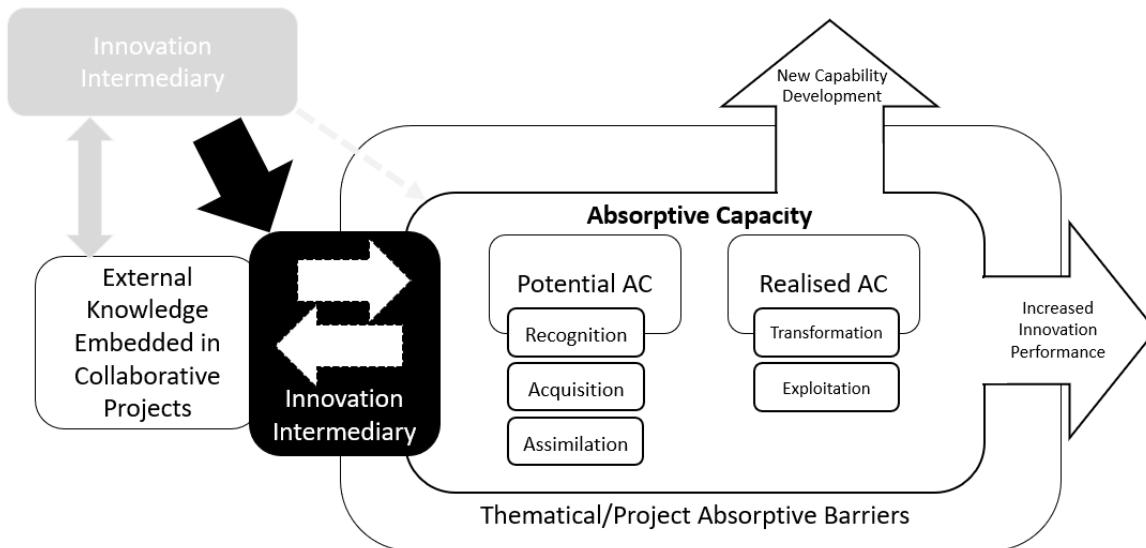 Innovation
Intermediary
New Capability
Development
Absorptive Capacity
External
Knowledge
Embedded in
Collaborative
Projects
Innovation
Intermediary
Potential AC
Recognition
Acquisition
Assimilation
Realised AC
Transformation
Exploitation
Increased
Innovation
Performance
Thematical/Project Absorptive Barriers